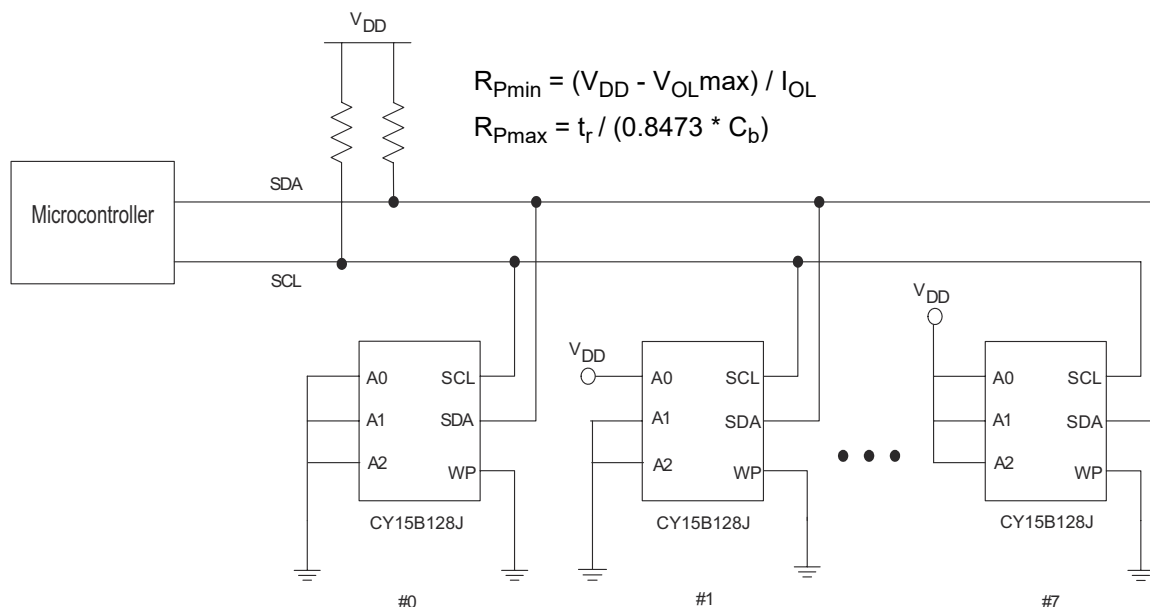 VDD
RPmin = (VDD - VOLmax) / IOL
RPmax = tr / (0.8473 * Cb)
Microcontroller
SDA
SCL
VDD
VDD
A0 SCL
A1 SDA
A2 WP
CY15B128J
#0
A0 SCL
A1 SDA
A2 WP
CY15B128J
#1
A0 SCL
A1 SDA
A2 WP
CY15B128J
#7